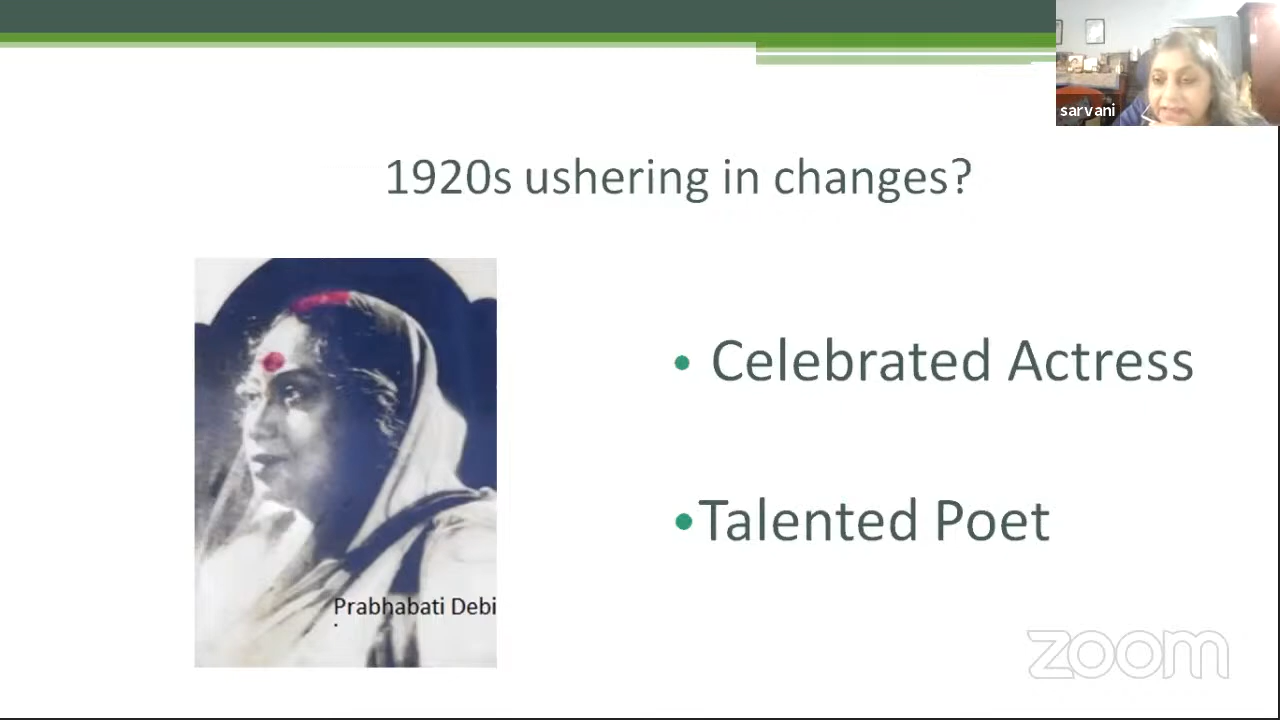 sarvani
1920s ushering in changes?
• Celebrated Actress
•Talented Poet
Prabhabati Debi
.
zoom